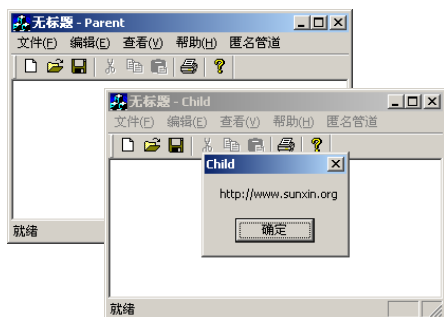 无标题 - Parent
文件(F) 编辑(E) 查看(V) 帮助(H) 匿名管道
无标题 - Child
文件(F) 编辑(E) 查看(V) 帮助(H) 匿名管道
Child
http://www.sunxin.org
确定
就绪
就绪